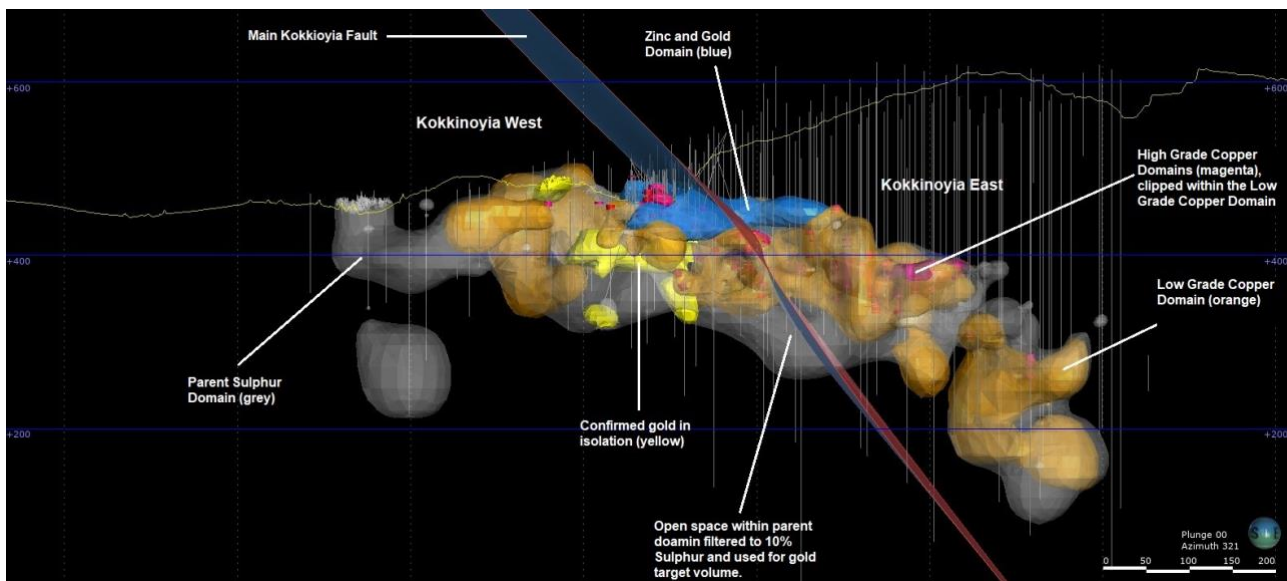 Main Kokkioyia Fault
Zinc and Gold
Domain (blue)
+600
+600
Kokkinoyia West
High Grade Copper
Domains (magenta),
clipped within the Low
Grade Copper Domain
Kokkinoyia East
+400
+400
Low Grade Copper
Domain (orange)
Parent Sulphur
Domain (grey)
Confirmed gold in
isolation (yellow)
+200
+200
Open space within parent
doamin filtered to 10%
Sulphur and used for gold
target volume.
Plunge 00
Azimuth 321
0 50 100 150 200